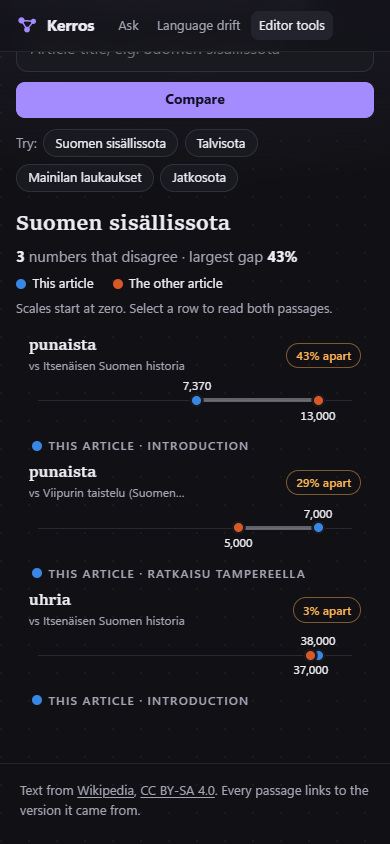 Kerros Ask Language drift Editor tools
Article title, e.g. Suomen sisällissota
Compare
Try: Suomen sisällissota Talvisota
Mainilan laukaukset Jatkosota
Suomen sisällissota
3 numbers that disagree · largest gap 43%
This article The other article
Scales start at zero. Select a row to read both passages.
punaista
43% apart
vs Itsenäisen Suomen historia
7,370
13,000
THIS ARTICLE · INTRODUCTION
punaista
29% apart
vs Viipurin taistelu (Suomen...
7,000
5,000
THIS ARTICLE · RATKAISU TAMPEREELLA
uhria
3% apart
vs Itsenäisen Suomen historia
38,000
37,000
THIS ARTICLE · INTRODUCTION
Text from Wikipedia, CC BY-SA 4.0. Every passage links to the
version it came from.